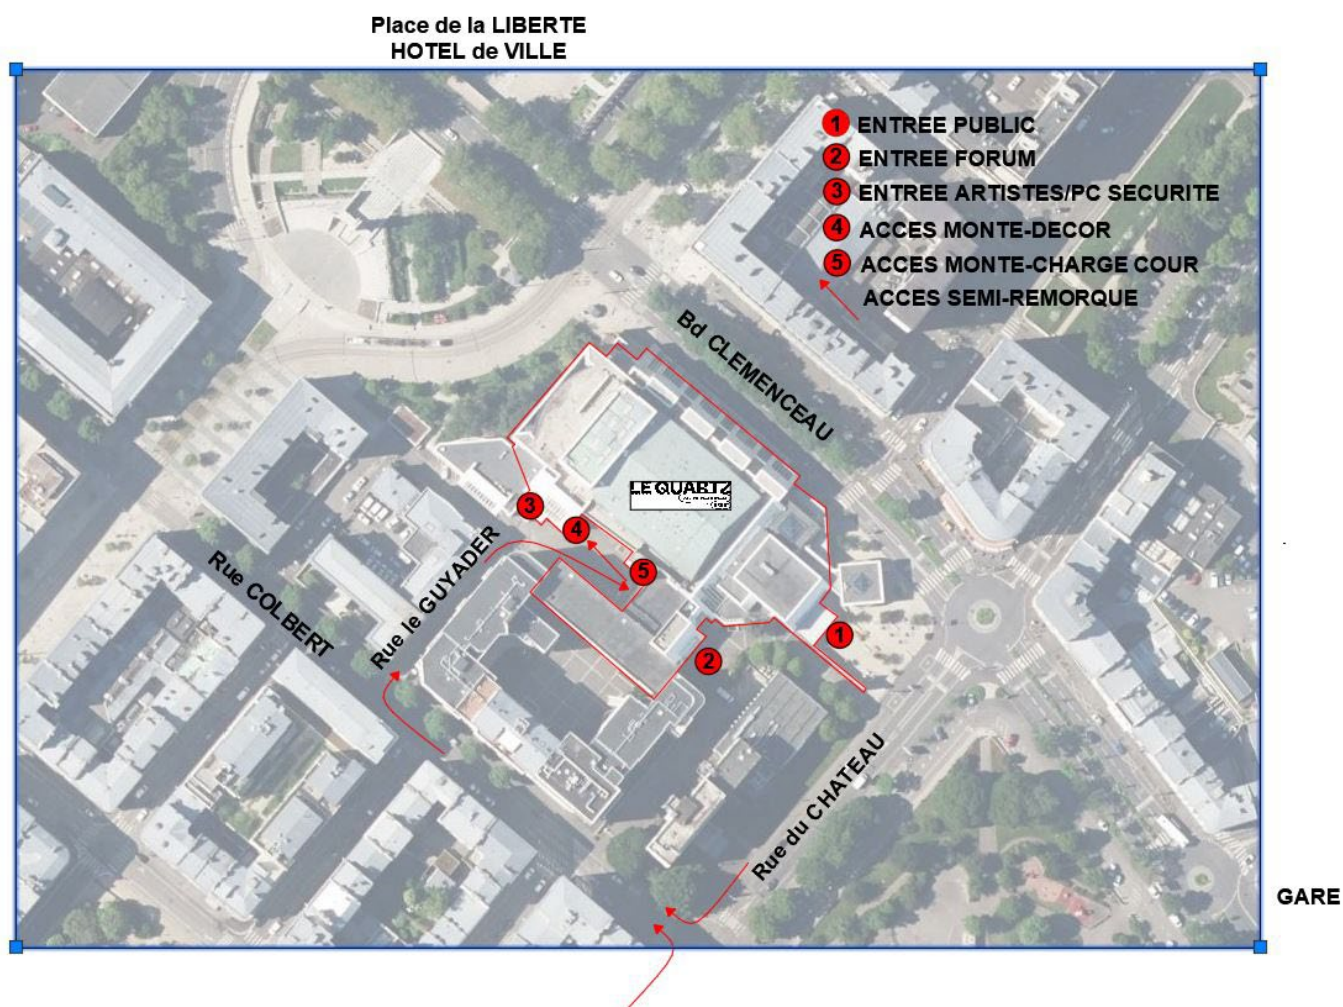 Place de la LIBERTE
HOTEL de VILLE
1 ENTREE PUBLIC
2 ENTREE FORUM
3 ENTREE ARTISTES/PC SECURITE
4 ACCES MONTE-DECOR
5 ACCES MONTE-CHARGE COUR
ACCES SEMI-REMORQUE
Bd CLEMENCEAU
LE QUARTZ
3
4
5
Rue le GUYADER
Rue COLBERT
1
2
Rue du CHATEAU
GARE